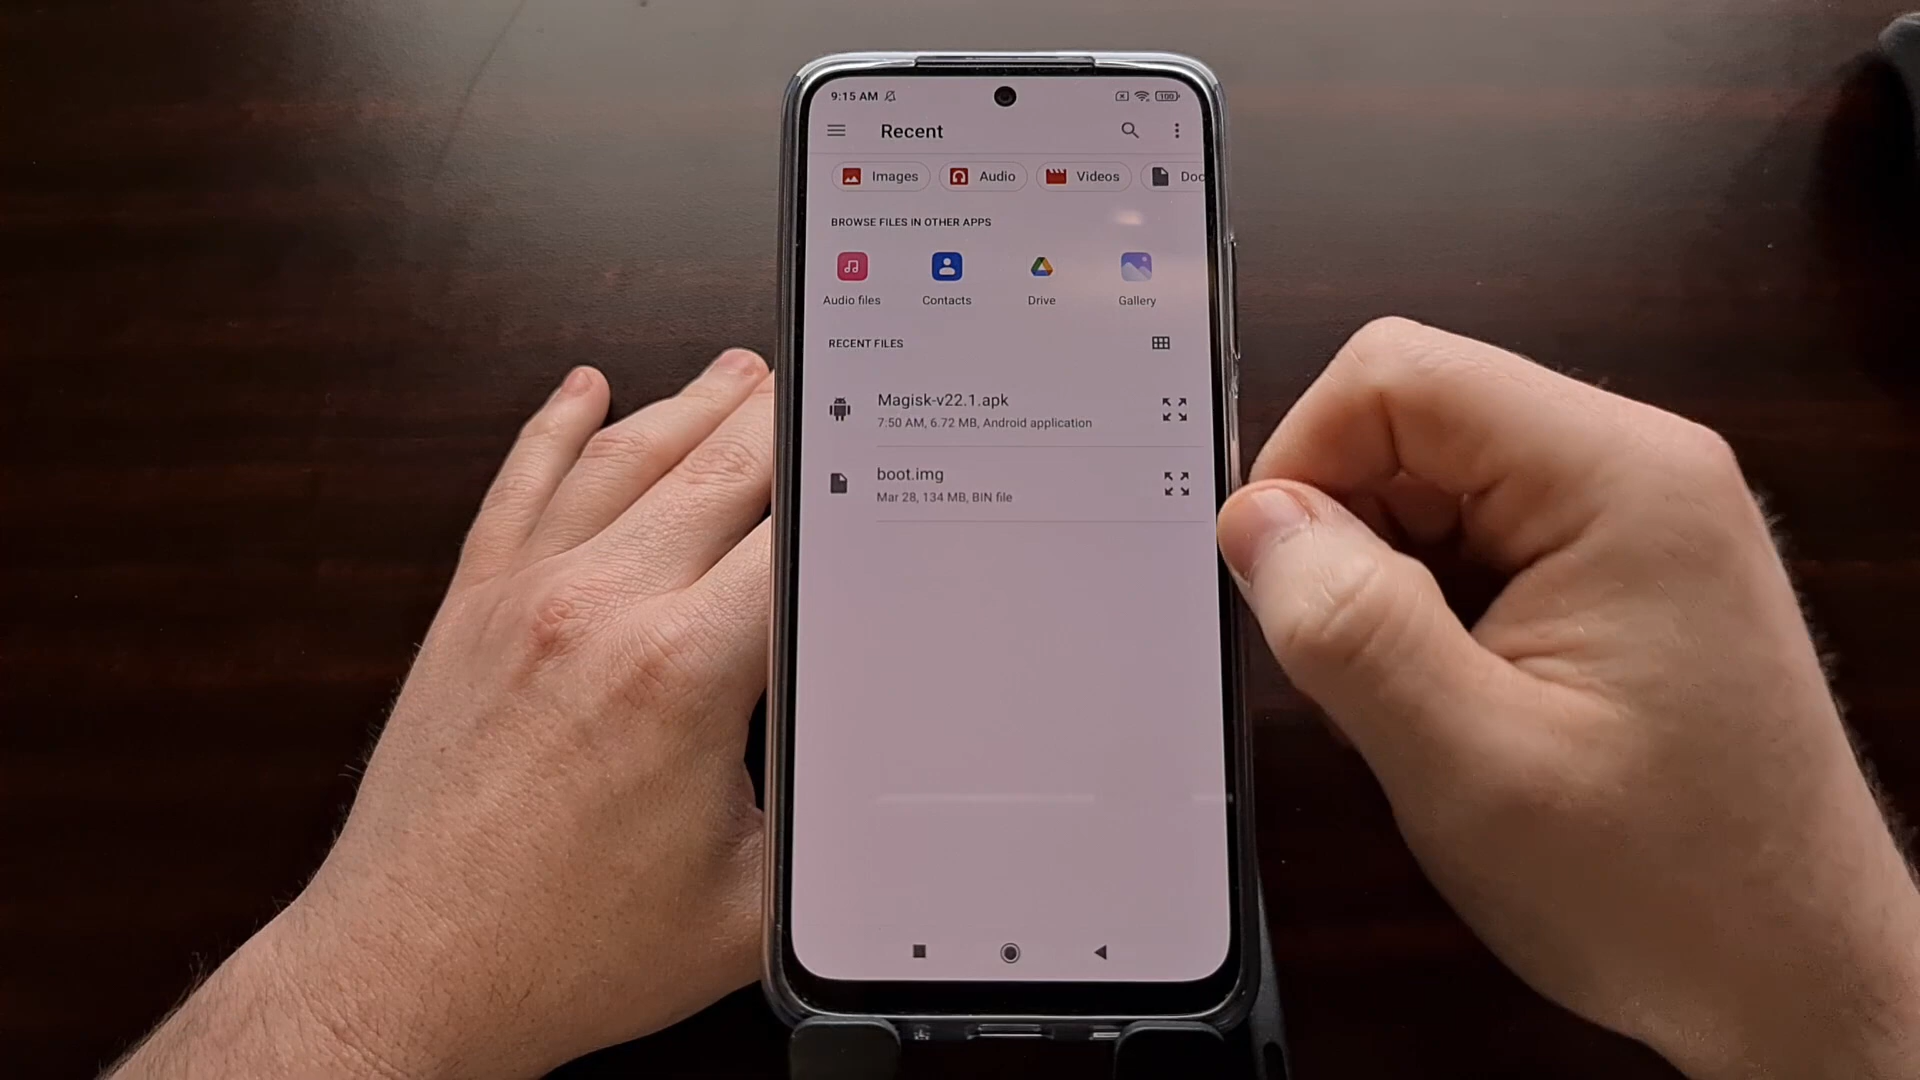 9:15 AM
100
Recent
Images
Audio
Videos
Doc
BROWSE FILES IN OTHER APPS
Audio files
Contacts
Drive
Gallery
RECENT FILES
Magisk-v22.1.apk
7:50 AM, 6.72 MB, Android application
boot.img
Mar 28, 134 MB, BIN file